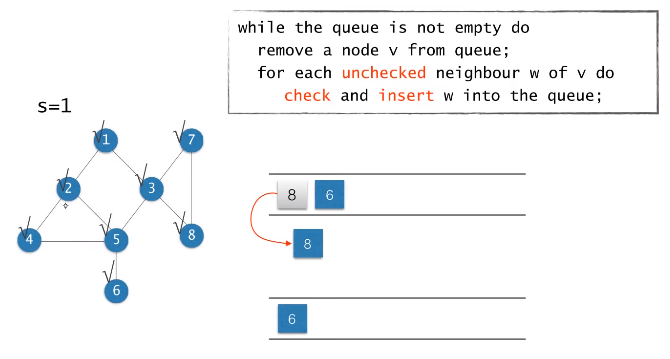 while the queue is not empty do
remove a node v from queue;
for each unchecked neighbour w of v do
check and insert w into the queue;
s=1
1
7
2
3
8
6
4
5
8
8
6
6